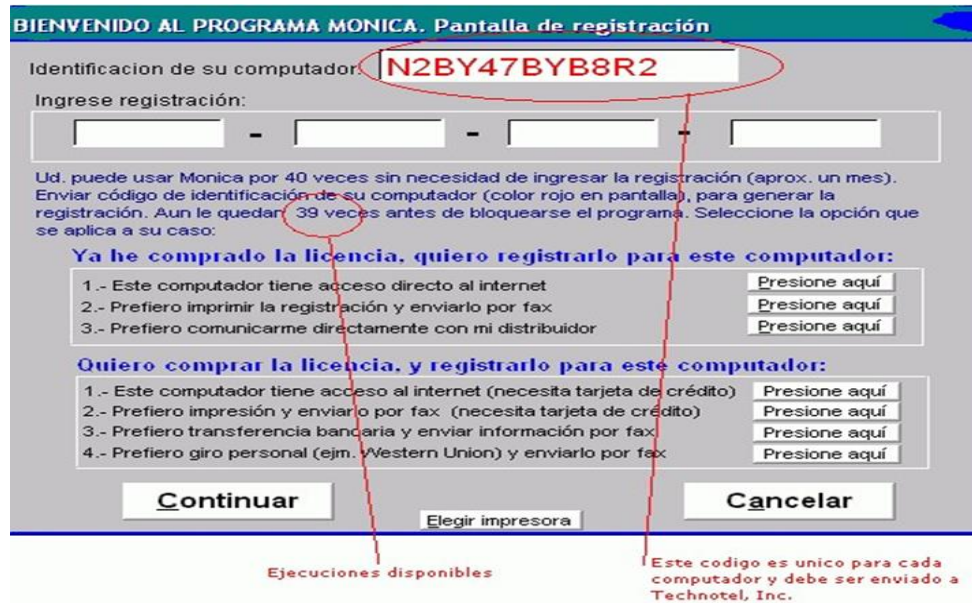 BIENVENIDO AL PROGRAMA MONICA. Pantalla de registración
Identificacion de su computador: N2BY47BYB8R2
Ingrese registración:
- - -
Ud. puede usar Monica por 40 veces sin necesidad de ingresar la registración (aprox. un mes).
Enviar código de identificación de su computador (color rojo en pantalla), para generar la
registración. Aun le quedan 39 veces antes de bloquearse el programa. Seleccione la opción que
se aplica a su caso:
Ya he comprado la licencia, quiero registrarlo para este computador:
1.- Este computador tiene acceso directo al internet Presione aquí
2.- Prefiero imprimir la registración y enviarlo por fax Presione aquí
3.- Prefiero comunicarme directamente con mi distribuidor Presione aquí
Quiero comprar la licencia, y registrarlo para este computador:
1.- Este computador tiene acceso al internet (necesita tarjeta de crédito) Presione aquí
2.- Prefiero impresión y enviarlo por fax (necesita tarjeta de crédito) Presione aquí
3.- Prefiero transferencia bancaria y enviar información por fax Presione aquí
4.- Prefiero giro personal (ejm. Western Union) y enviarlo por fax Presione aquí
Continuar Cancelar
Elegir impresora
Ejecuciones disponibles
Este codigo es unico para cada
computador y debe ser enviado a
Technotel, Inc.